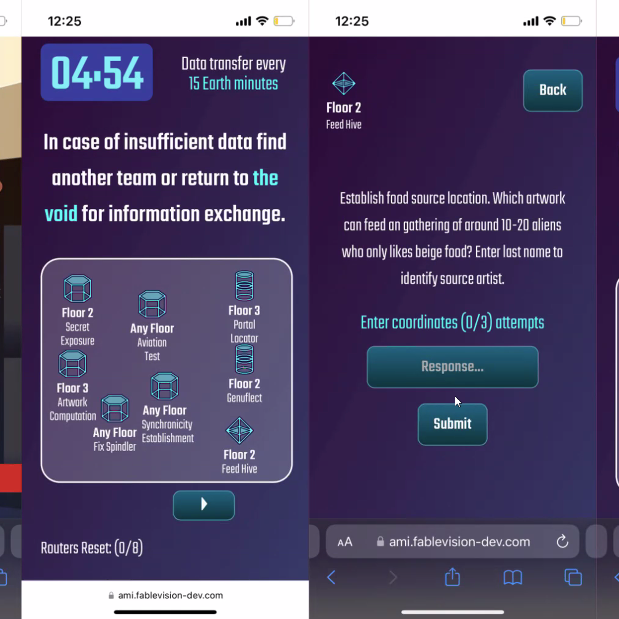 12:25
04:54
Data transfer every
15 Earth minutes
In case of insufficient data find
another team or return to the
void for information exchange.
Floor 2
Secret
Exposure
Any Floor
Aviation
Test
Floor 3
Portal
Locator
Floor 3
Artwork
Computation
Any Floor
Fix Spindler
Any Floor
Synchronicity
Establishment
Floor 2
Genuflect
Floor 2
Feed Hive
Routers Reset: (0/8)
ami.fablevision-dev.com
12:25
Floor 2
Feed Hive
Back
Establish food source location. Which artwork
can feed an gathering of around 10-20 aliens
who only likes beige food? Enter last name to
identify source artist.
Enter coordinates (0/3) attempts
Response...
Submit
AA
ami.fablevision-dev.com